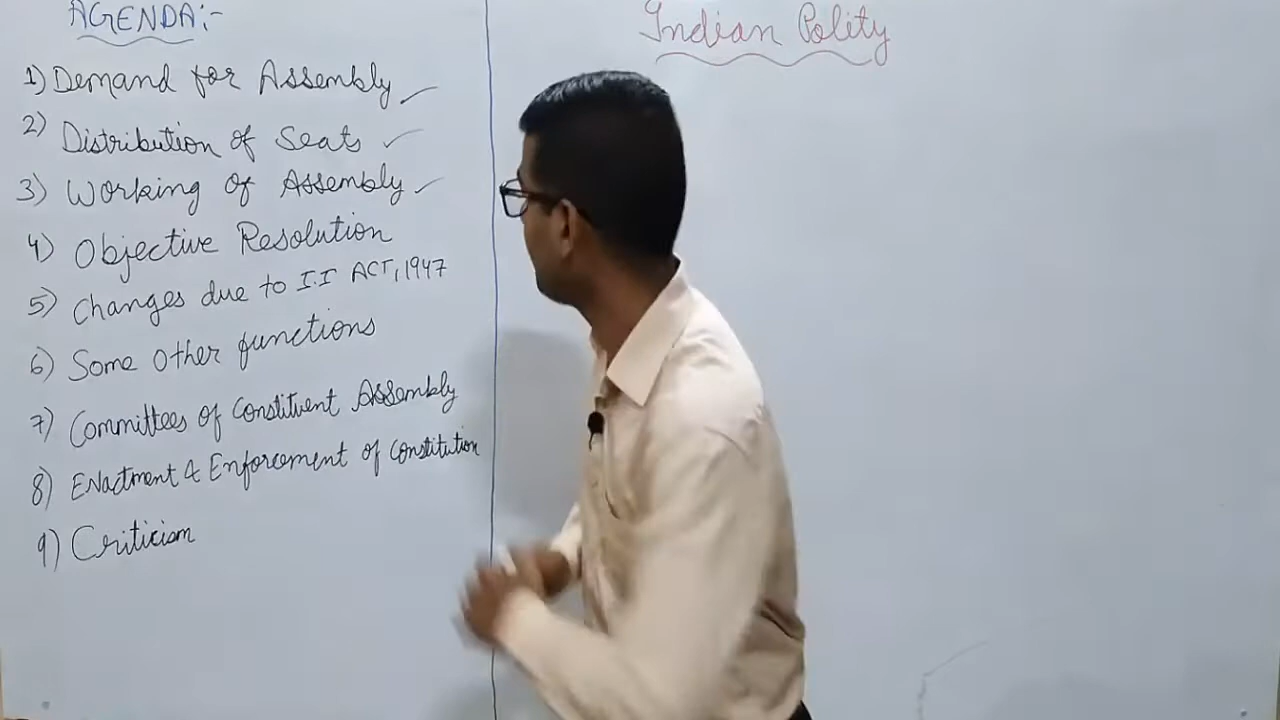 AGENDA:-
1) Demand for Assembly
2) Distribution of Seats
3) Working of Assembly
4) Objective Resolution
5) Changes due to I.I ACT, 1947
6) Some other functions
7) Committees of Constituent Assembly
8) Enactment & Enforcement of Constitution
9) Criticism
Indian Polity